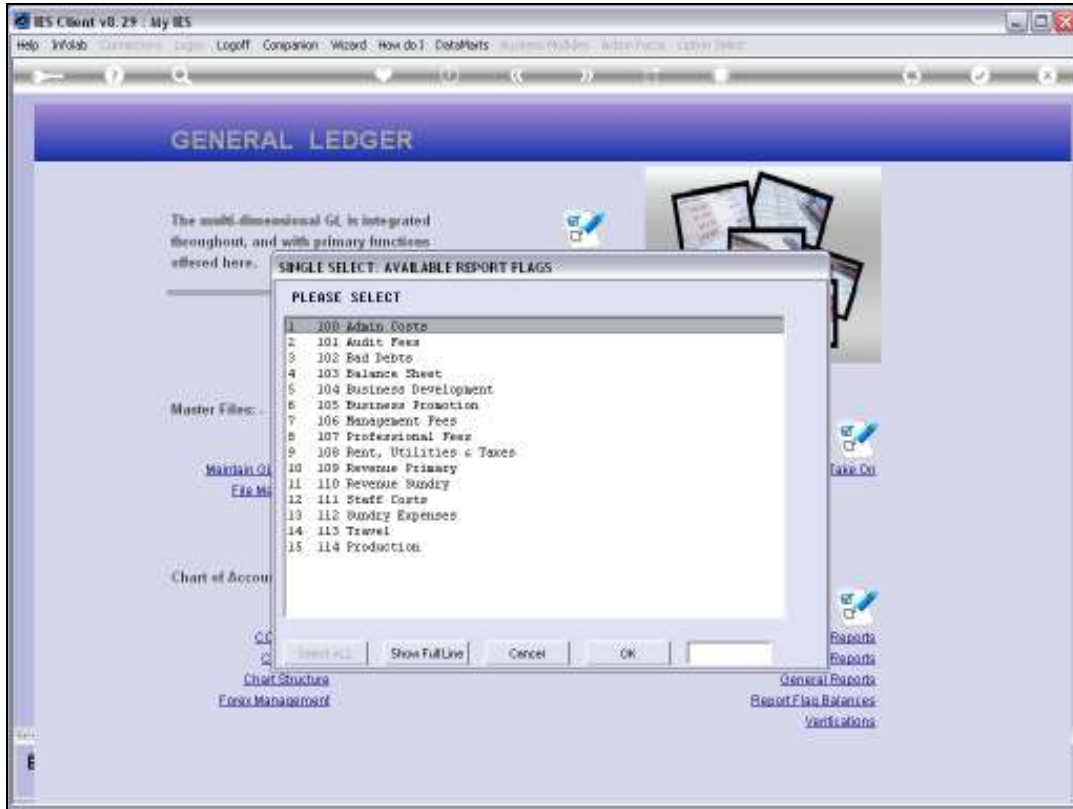 IES Client v8.29 : My IES
Help Infolab Logoff Companion Wizard How do I DataMarts
GENERAL LEDGER
The multi-dimensional GL is integrated
throughout, and with primary functions
offered here.
SINGLE SELECT: AVAILABLE REPORT FLAGS
PLEASE SELECT
1 100 Admin Costs
2 101 Audit Fees
3 102 Bad Debts
4 103 Balance Sheet
5 104 Business Development
6 105 Business Promotion
7 106 Management Fees
8 107 Professional Fees
9 108 Rent, Utilities & Taxes
10 109 Revenue Primary
11 110 Revenue Sundry
12 111 Staff Costs
13 112 Sundry Expenses
14 113 Travel
15 114 Production
Select ALL Show Full Line Cancel OK
Master Files:
Maintain
Take On
File
Chart of
Reports
Reports
Chart Structure
General Reports
Forex Management
Report Flag Balances
Verifications